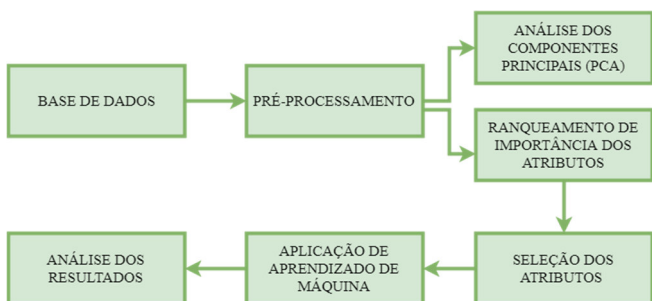 BASE DE DADOS
PRÉ-PROCESSAMENTO
ANÁLISE DOS
COMPONENTES
PRINCIPAIS (PCA)
RANQUEAMENTO DE
IMPORTÂNCIA DOS
ATRIBUTOS
SELEÇÃO DOS
ATRIBUTOS
APLICAÇÃO DE
APRENDIZADO DE
MÁQUINA
ANÁLISE DOS
RESULTADOS